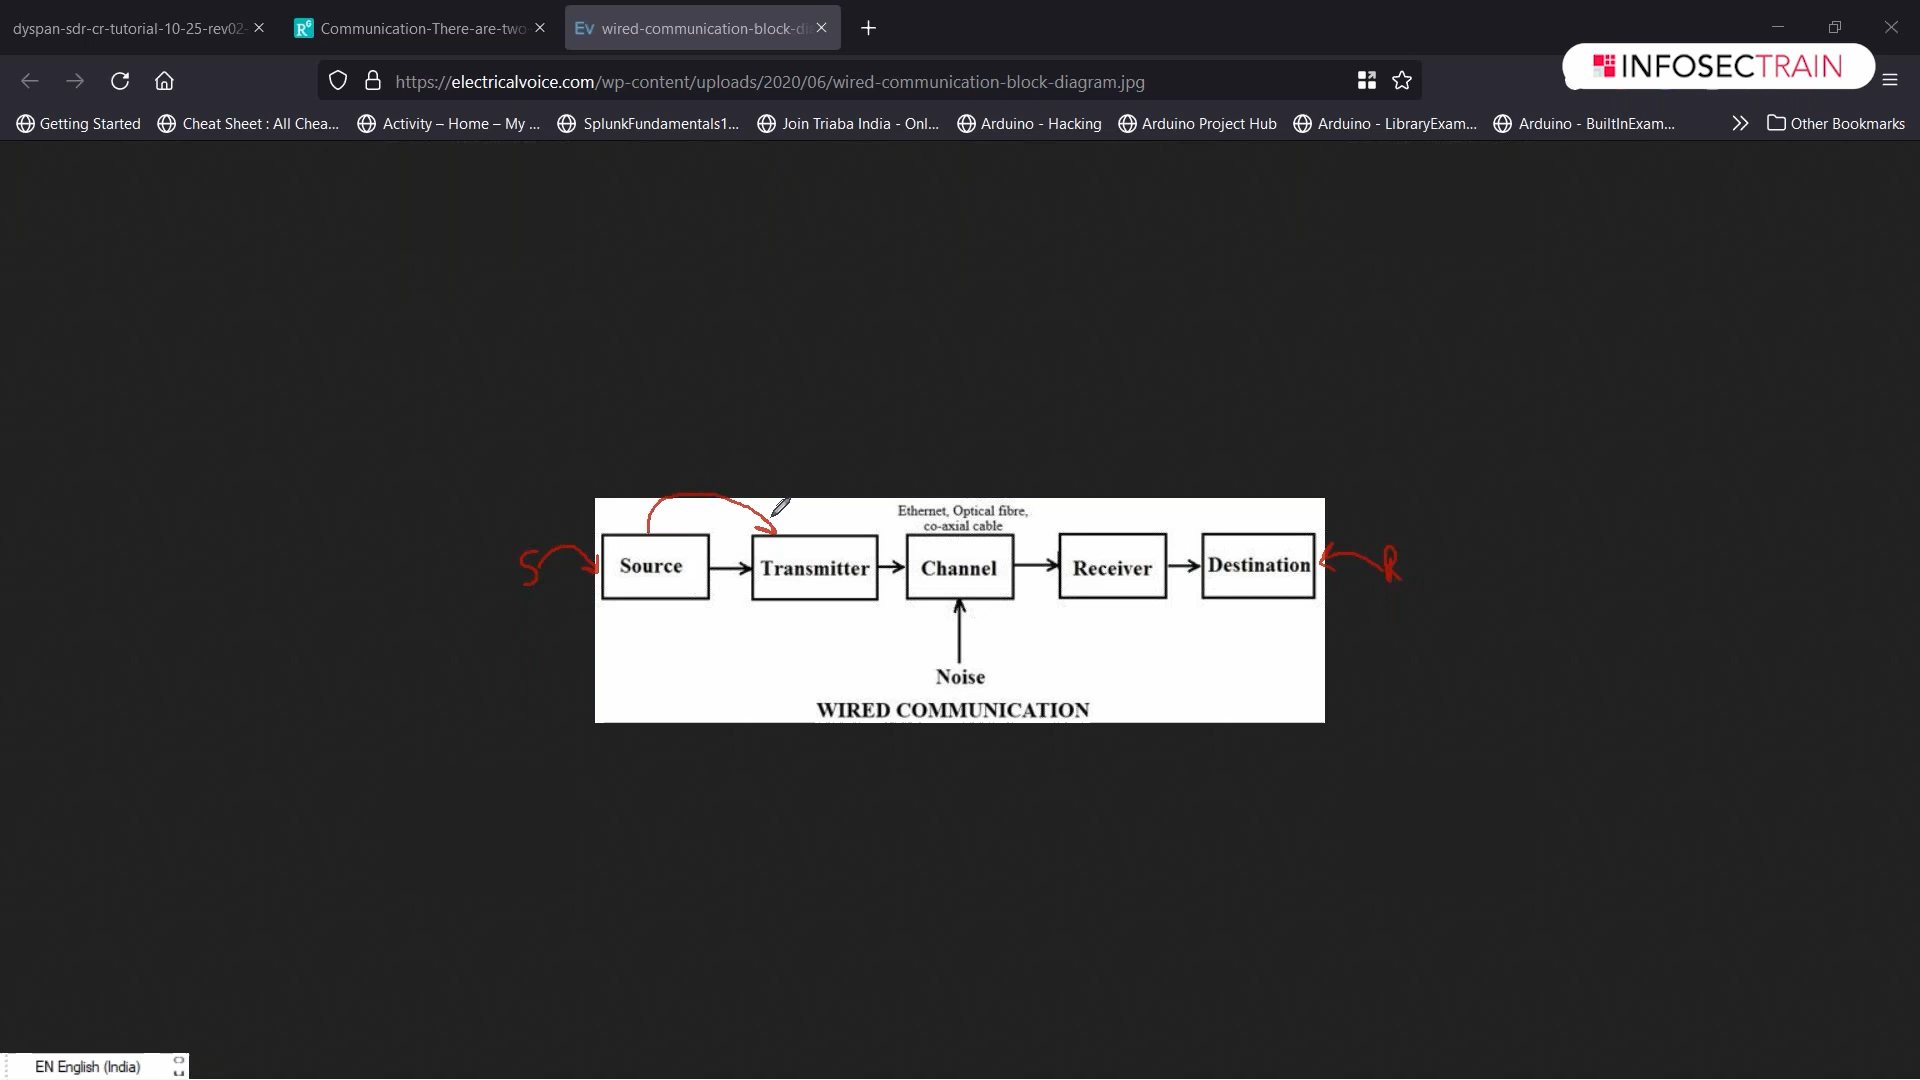 dyspan-sdr-cr-tutorial-10-25-rev02-
Communication-There-are-two-
Ev wired-communication-block-di
INFOSECTRAIN
https://electricalvoice.com/wp-content/uploads/2020/06/wired-communication-block-diagram.jpg
Getting Started Cheat Sheet : All Chea... Activity – Home – My ... SplunkFundamentals1... Join Triaba India - Onl... Arduino - Hacking Arduino Project Hub Arduino - LibraryExam... Arduino - BuiltInExam... Other Bookmarks
Ethernet, Optical fibre,
co-axial cable
S Source Transmitter Channel Receiver Destination R
Noise
WIRED COMMUNICATION
EN English (India)